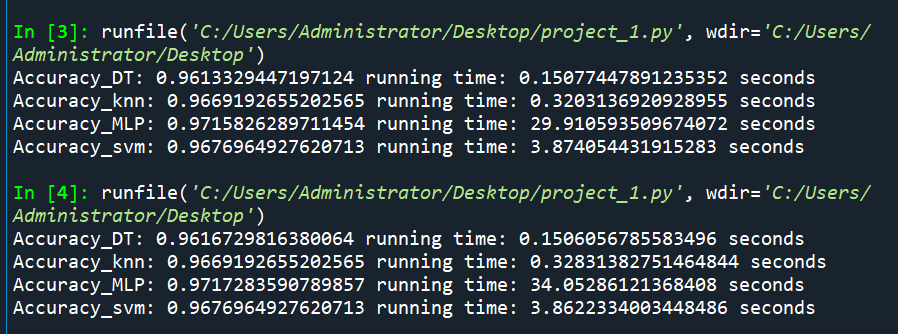 In [3]: runfile('C:/Users/Administrator/Desktop/project_1.py', wdir='C:/Users/
Administrator/Desktop')
Accuracy_DT: 0.9613329447197124 running time: 0.15077447891235352 seconds
Accuracy_knn: 0.9669192655202565 running time: 0.3203136920928955 seconds
Accuracy_MLP: 0.9715826289711454 running time: 29.910593509674072 seconds
Accuracy_svm: 0.9676964927620713 running time: 3.874054431915283 seconds
In [4]: runfile('C:/Users/Administrator/Desktop/project_1.py', wdir='C:/Users/
Administrator/Desktop')
Accuracy_DT: 0.9616729816380064 running time: 0.1506056785583496 seconds
Accuracy_knn: 0.9669192655202565 running time: 0.32831382751464844 seconds
Accuracy_MLP: 0.9717283590789857 running time: 34.05286121368408 seconds
Accuracy_svm: 0.9676964927620713 running time: 3.8622334003448486 seconds